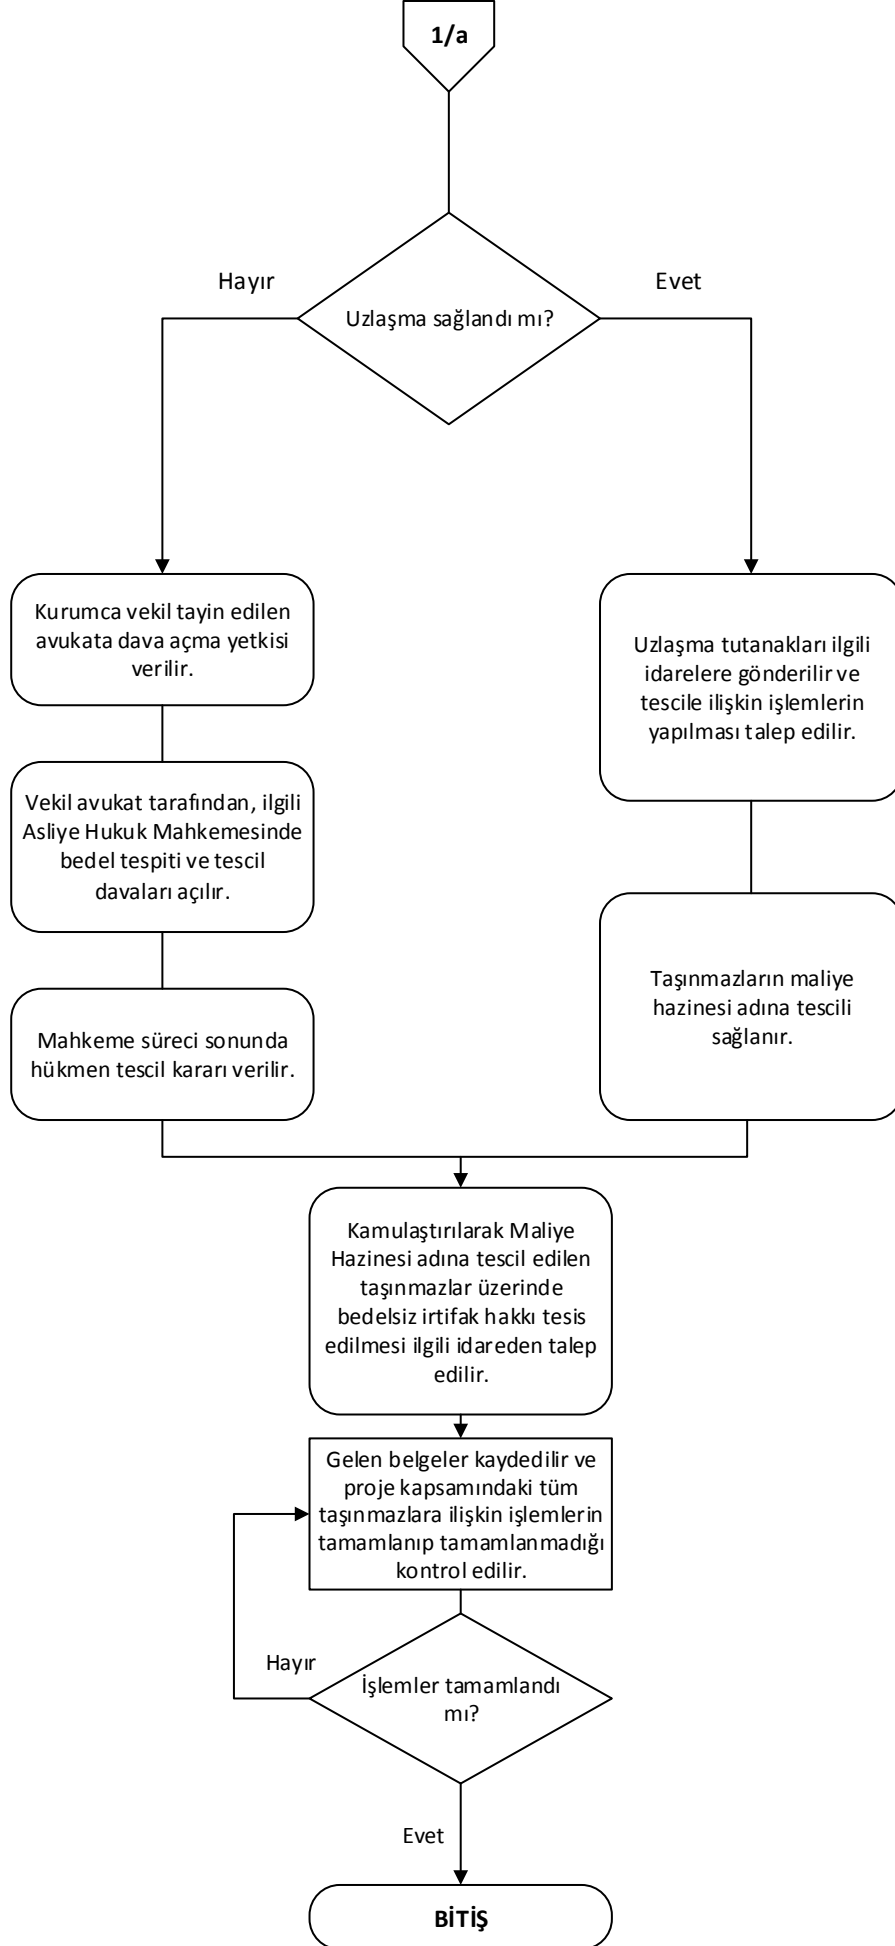 1/a
Hayır
Evet
Uzlaşma sağlandı mı?
Kurumca vekil tayin edilen
avukata dava açma yetkisi
verilir.
Uzlaşma tutanakları ilgili
idarelere gönderilir ve
tescile ilişkin işlemlerin
yapılması talep edilir.
Vekil avukat tarafından, ilgili
Asliye Hukuk Mahkemesinde
bedel tespiti ve tescil
davaları açılır.
Taşınmazların maliye
hazinesi adına tescili
sağlanır.
Mahkeme süreci sonunda
hükmen tescil kararı verilir.
Kamulaştırılarak Maliye
Hazinesi adına tescil edilen
taşınmazlar üzerinde
bedelsiz irtifak hakkı tesis
edilmesi ilgili idareden talep
edilir.
Gelen belgeler kaydedilir ve
proje kapsamındaki tüm
taşınmazlara ilişkin işlemlerin
tamamlanıp tamamlanmadığı
kontrol edilir.
Hayır
İşlemler tamamlandı
mı?
Evet
BİTİŞ